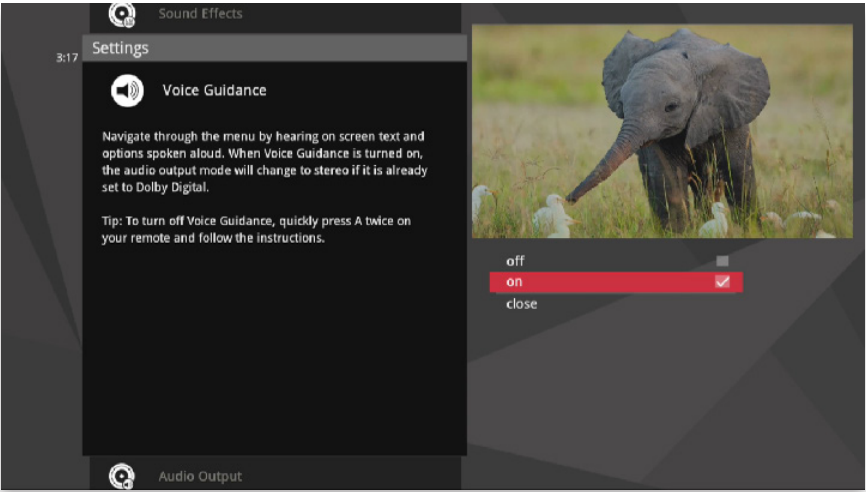 Sound Effects
3:17
Settings
Voice Guidance
Navigate through the menu by hearing on screen text and
options spoken aloud. When Voice Guidance is turned on,
the audio output mode will change to stereo if it is already
set to Dolby Digital.
Tip: To turn off Voice Guidance, quickly press A twice on
your remote and follow the instructions.
off
on
close
Audio Output